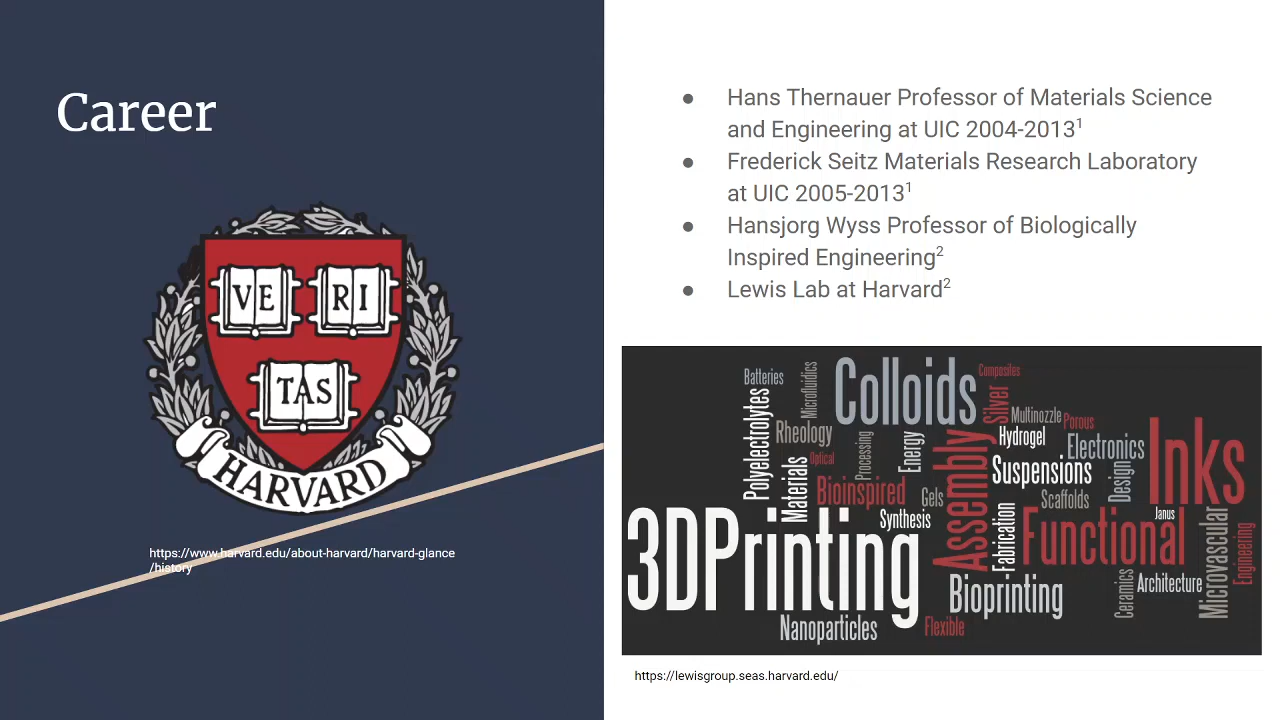 Career
VE RI
TAS
HARVARD
https://www.harvard.edu/about-harvard/harvard-glance
/history
● Hans Thernauer Professor of Materials Science
and Engineering at UIC 2004-2013¹
● Frederick Seitz Materials Research Laboratory
at UIC 2005-2013¹
● Hansjorg Wyss Professor of Biologically
Inspired Engineering²
● Lewis Lab at Harvard²
Batteries
Microfluidics
Colloids
Composites
Polyelectrolytes
Silver
Multinozzle
Porous
Rheology
Processing
Energy
Hydrogel
Electronics
Inks
Optical
Materials
Assembly
Suspensions
Design
Bioinspired
Gels
Scaffolds
Synthesis
Fabrication
Janus
3DPrinting
Functional
Microvascular
Engineering
Bioprinting
Ceramics
Architecture
Nanoparticles
Flexible
https://lewisgroup.seas.harvard.edu/